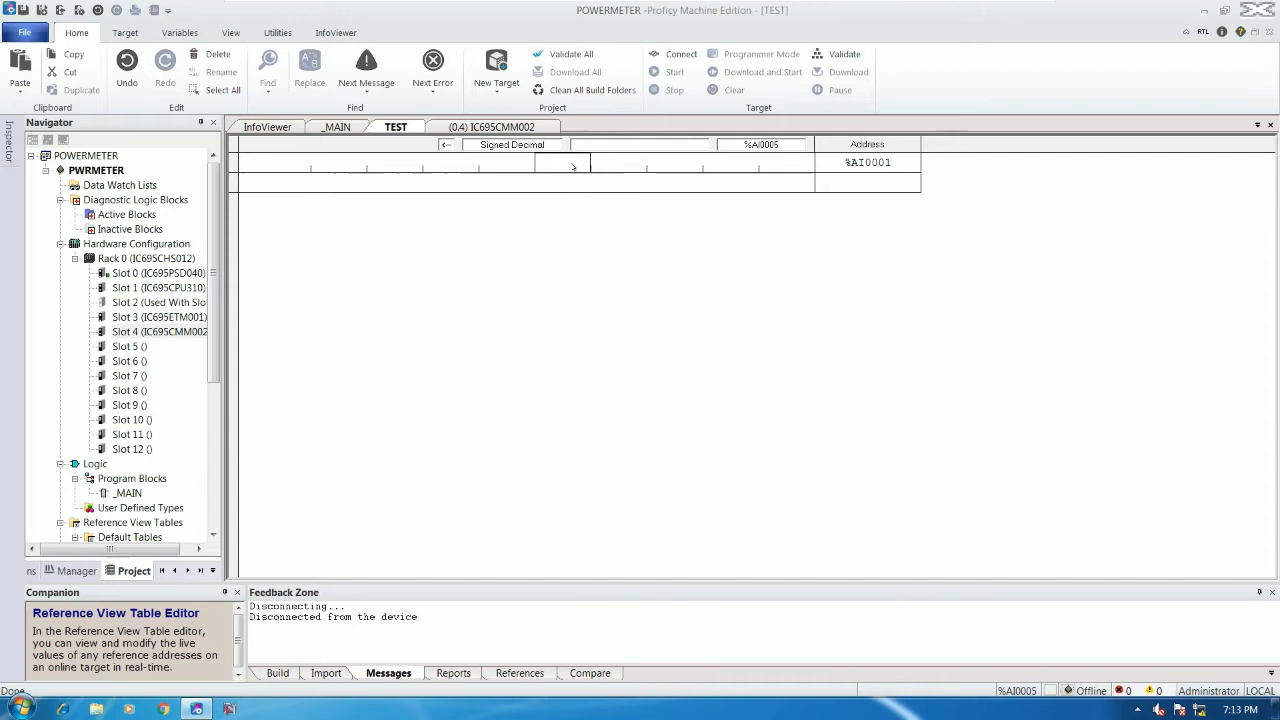 POWERMETER - Proficy Machine Edition - [TEST]
File Home Target Variables View Utilities InfoViewer RTL
Paste Copy Cut Duplicate Clipboard
Undo Redo Delete Rename Select All Edit
Find Replace Next Message Next Error Find
New Target Validate All Download All Clean All Build Folders Project
Connect Start Stop Programmer Mode Download and Start Clear Validate Download Pause Target
Inspector
Navigator
POWERMETER
PWRMETER
Data Watch Lists
Diagnostic Logic Blocks
Active Blocks
Inactive Blocks
Hardware Configuration
Rack 0 (IC695CHS012)
Slot 0 (IC695PSD040)
Slot 1 (IC695CPU310)
Slot 2 (Used With Slo
Slot 3 (IC695ETM001)
Slot 4 (IC695CMM002
Slot 5 ()
Slot 6 ()
Slot 7 ()
Slot 8 ()
Slot 9 ()
Slot 10 ()
Slot 11 ()
Slot 12 ()
Logic
Program Blocks
_MAIN
User Defined Types
Reference View Tables
Default Tables
ns Manager Project
InfoViewer _MAIN TEST (0.4) IC695CMM002
<- Signed Decimal %AI0005 Address
%AI0001
Companion
Reference View Table Editor
In the Reference View Table editor,
you can view and modify the live
values of any reference addresses on
an online target in real-time.
Feedback Zone
Disconnecting...
Disconnected from the device
Build Import Messages Reports References Compare
Done %AI0005 Offline 0 0 Administrator LOCAL
7:13 PM